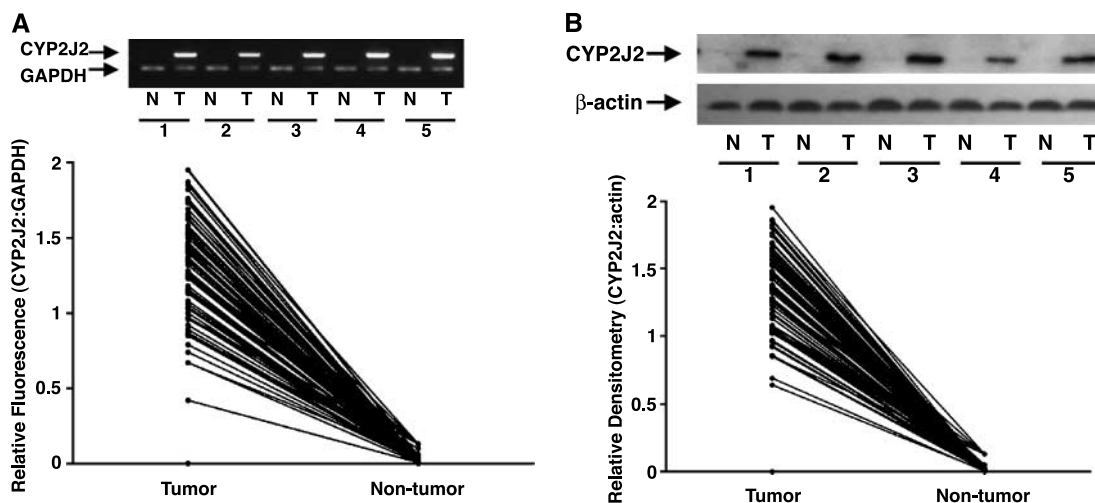 A
CYP2J2
GAPDH
N T N T N T N T N T
1 2 3 4 5
Relative Fluorescence (CYP2J2:GAPDH)
2
1.5
1
0.5
0
Tumor Non-tumor
B
CYP2J2
β-actin
N T N T N T N T N T
1 2 3 4 5
Relative Densitometry (CYP2J2:actin)
2
1.5
1
0.5
0
Tumor Non-tumor